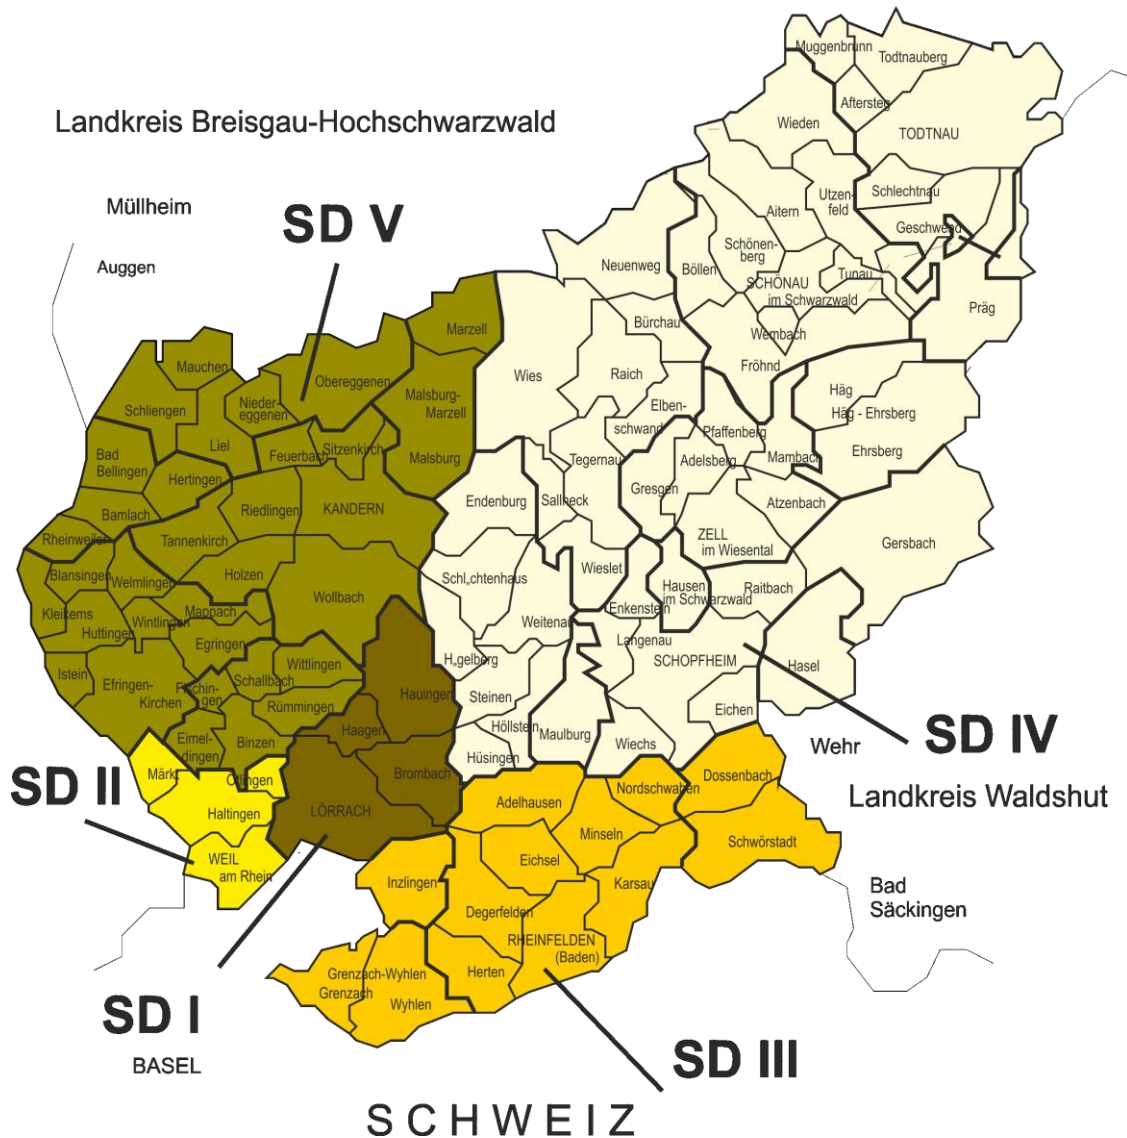 Muggenbrunn
Todtnauberg
Aftersteg
Landkreis Breisgau-Hochschwarzwald
Wieden
TODTNAU
Müllheim
Utzen-
feld
Schlechtnau
SD V
Aitern
Geschwend
Schönen-
berg
Auggen
Neuenweg
Böllen
Tunau
SCHÖNAU
im Schwarzwald
Präg
Marzell
Bürchau
Wembach
Mauchen
Fröhnd
Obereggenen
Wies
Raich
Malsburg-
Marzell
Häg
Nieder-
eggenen
Elben-
schwand
Häg - Ehrsberg
Schliengen
Liel
Pfaffenberg
Feuerbach
Sitzenkirch
Ehrsberg
Bad
Bellingen
Malsburg
Tegernau
Adelsberg
Mambach
Hertingen
Gresgen
Endenburg
Sallneck
Atzenbach
Bamlach
Riedlingen
KANDERN
Rheinweiler
Tannenkirch
ZELL
im Wiesental
Gersbach
Blansingen
Welmlingen
Holzen
Schl„chtenhaus
Wieslet
Hausen
im Schwarzwald
Raitbach
Wollbach
Kleikems
Mappach
Enkenstein
Huttingen
Wintlingen
Weitenau
Egringen
Langenau
H„gelberg
SCHOPFHEIM
Wittlingen
Istein
Hasel
Efringen-
Kirchen
Fischin-
gen
Schallbach
Hauingen
Steinen
Rümmingen
Eichen
Höllstein
Haagen
Maulburg
Eimel-
dingen
Binzen
Wiechs
SD IV
Wehr
Hüsingen
SD II
Märkt
Ötlingen
Brombach
Dossenbach
Nordschwaben
Landkreis Waldshut
Adelhausen
Haltingen
LÖRRACH
Minseln
Schwörstadt
WEIL
am Rhein
Eichsel
Inzlingen
Karsau
Bad
Säckingen
Degerfelden
RHEINFELDEN
(Baden)
Grenzach-Wyhlen
Herten
Grenzach
Wyhlen
SD I
SD III
BASEL
SCHWEIZ